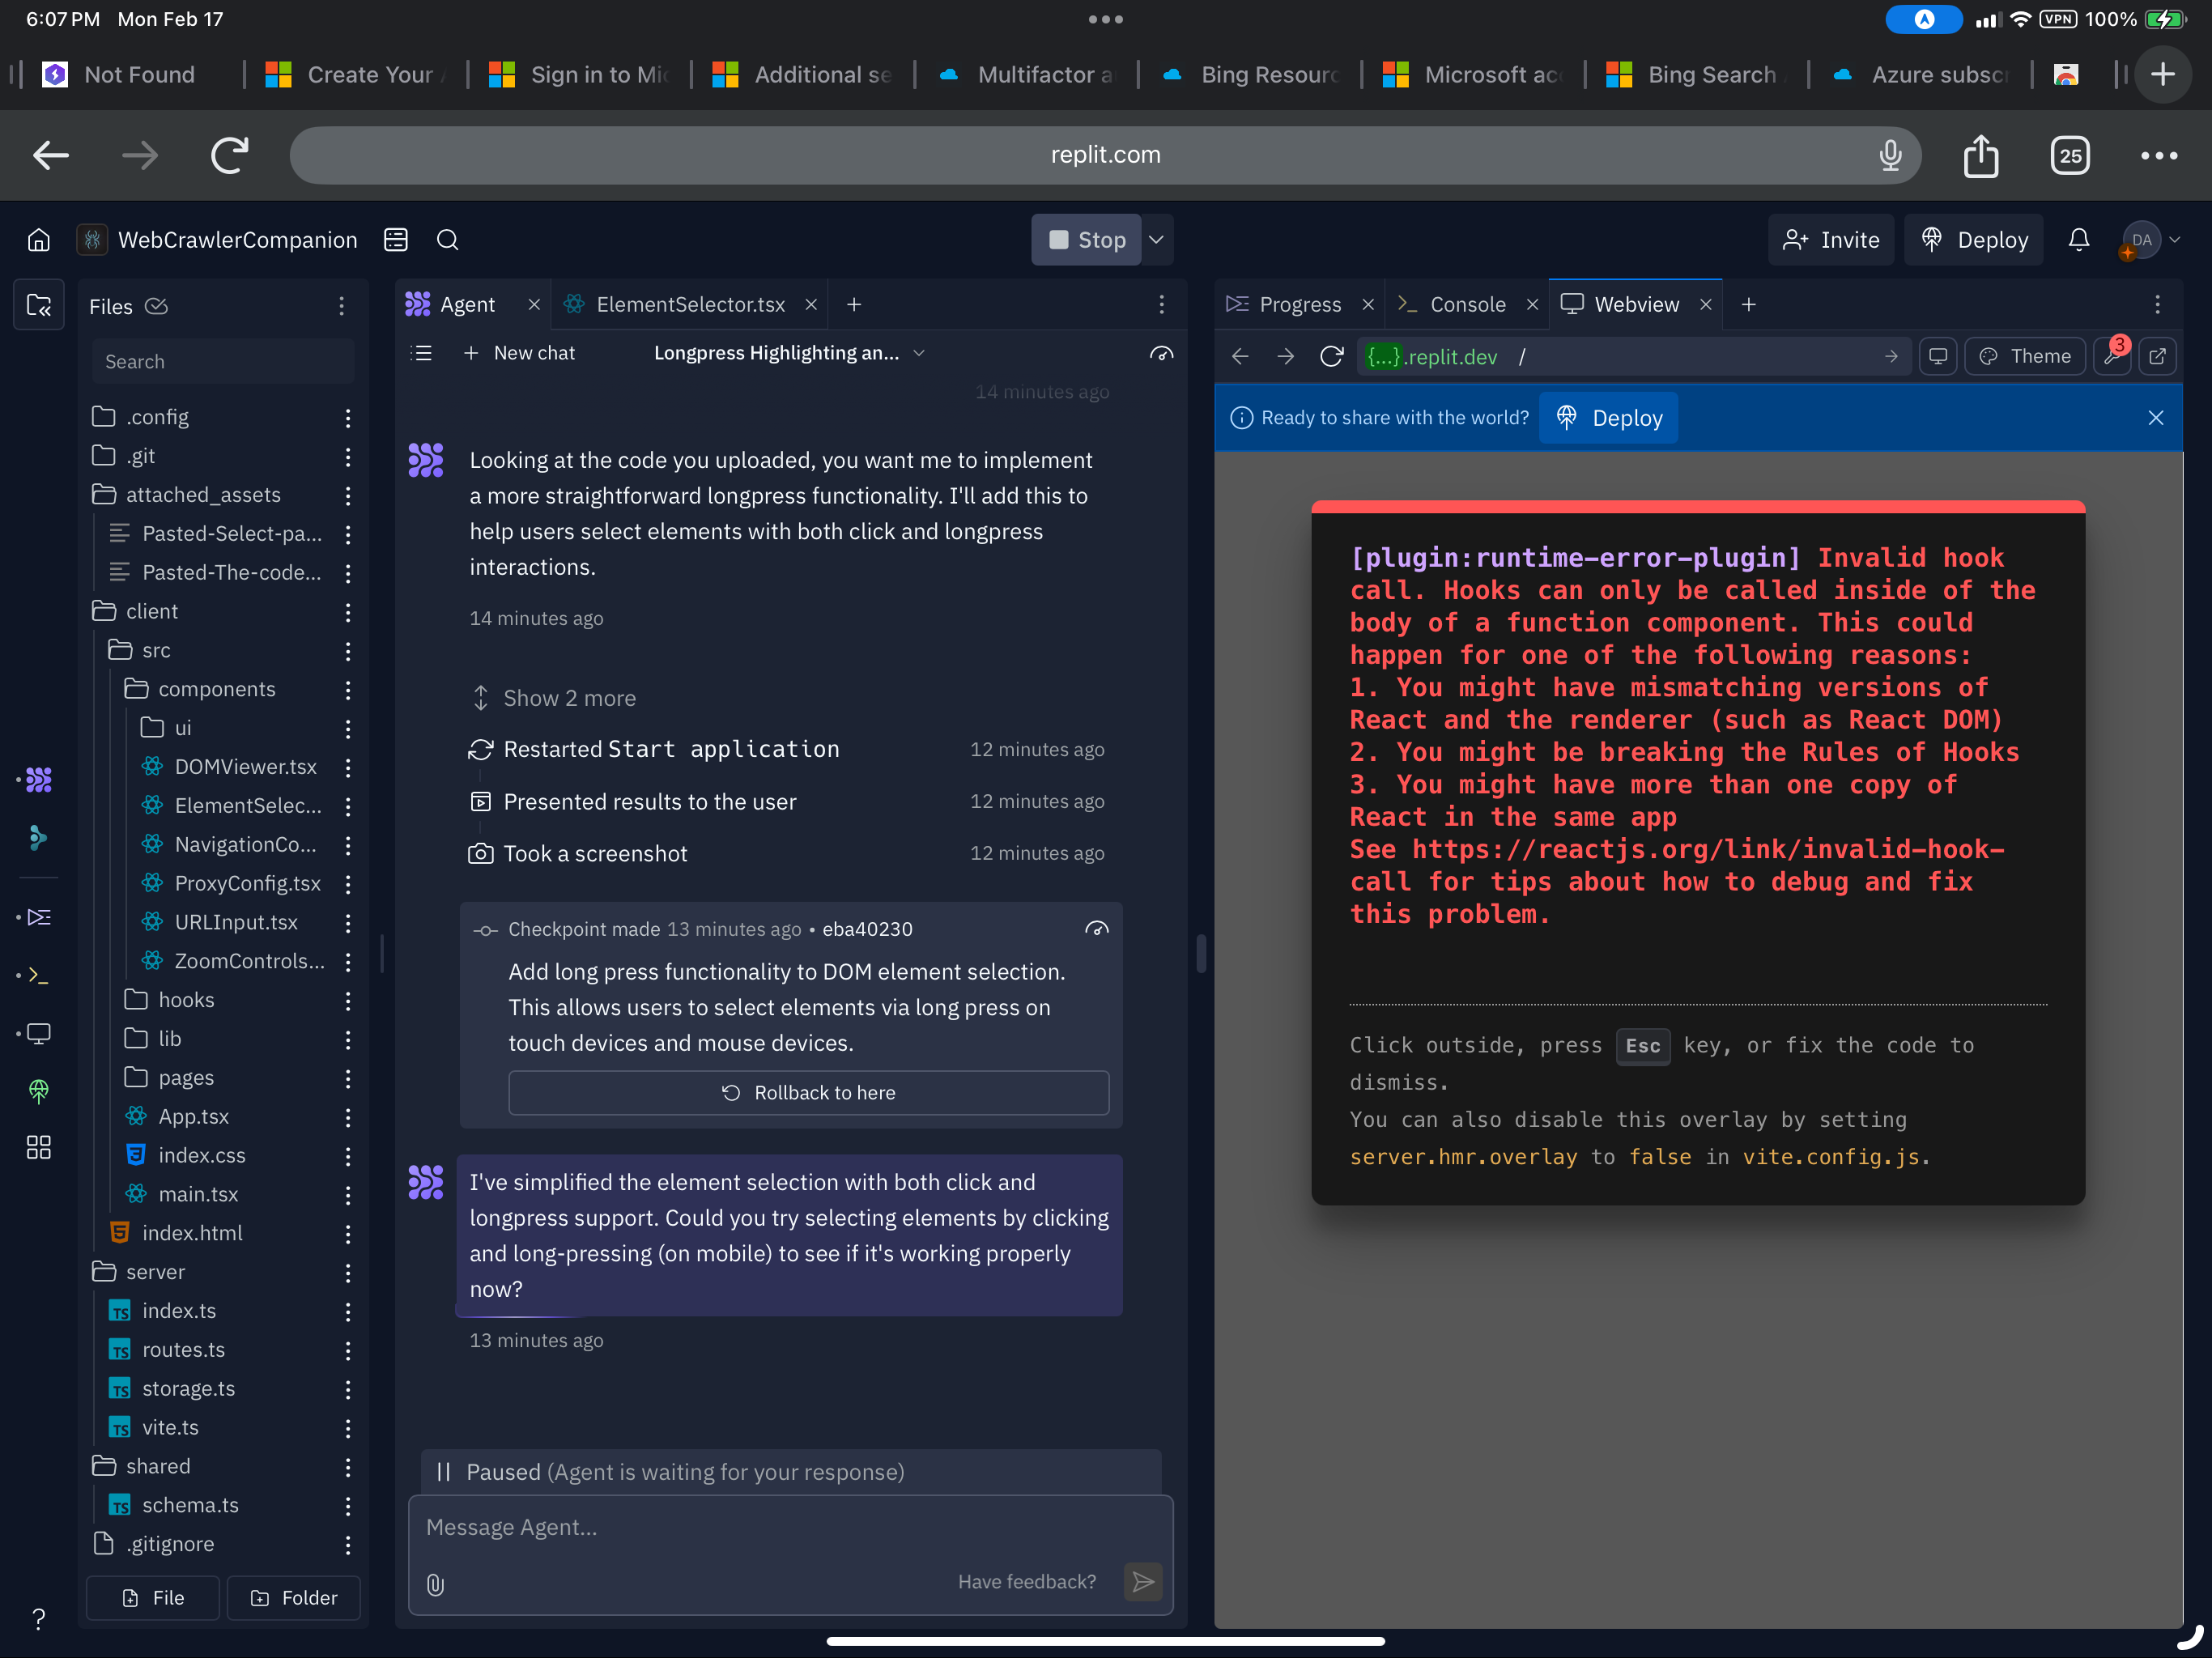 6:07 PM Mon Feb 17
VPN 100%
Not Found
Create Your
Sign in to Mi
Additional se
Multifactor a
Bing Resour
Microsoft ac
Bing Search
Azure subsc
replit.com
25
WebCrawlerCompanion
Stop
Invite
Deploy
DA
Files
Search
.config
.git
attached_assets
Pasted-Select-pa...
Pasted-The-code...
client
src
components
ui
DOMViewer.tsx
ElementSelec...
NavigationCo...
ProxyConfig.tsx
URLInput.tsx
ZoomControls...
hooks
lib
pages
App.tsx
index.css
main.tsx
index.html
server
index.ts
routes.ts
storage.ts
vite.ts
shared
schema.ts
.gitignore
File
Folder
Agent
ElementSelector.tsx
New chat
Longpress Highlighting an...
14 minutes ago
Looking at the code you uploaded, you want me to implement
a more straightforward longpress functionality. I'll add this to
help users select elements with both click and longpress
interactions.
14 minutes ago
Show 2 more
Restarted Start application
12 minutes ago
Presented results to the user
12 minutes ago
Took a screenshot
12 minutes ago
Checkpoint made 13 minutes ago • eba40230
Add long press functionality to DOM element selection.
This allows users to select elements via long press on
touch devices and mouse devices.
Rollback to here
I've simplified the element selection with both click and
longpress support. Could you try selecting elements by clicking
and long-pressing (on mobile) to see if it's working properly
now?
13 minutes ago
Paused (Agent is waiting for your response)
Message Agent...
Have feedback?
Progress
Console
Webview
{...}.replit.dev /
Theme
3
Ready to share with the world?
Deploy
[plugin:runtime-error-plugin] Invalid hook
call. Hooks can only be called inside of the
body of a function component. This could
happen for one of the following reasons:
1. You might have mismatching versions of
React and the renderer (such as React DOM)
2. You might be breaking the Rules of Hooks
3. You might have more than one copy of
React in the same app
See https://reactjs.org/link/invalid-hook-
call for tips about how to debug and fix
this problem.
Click outside, press Esc key, or fix the code to
dismiss.
You can also disable this overlay by setting
server.hmr.overlay to false in vite.config.js.